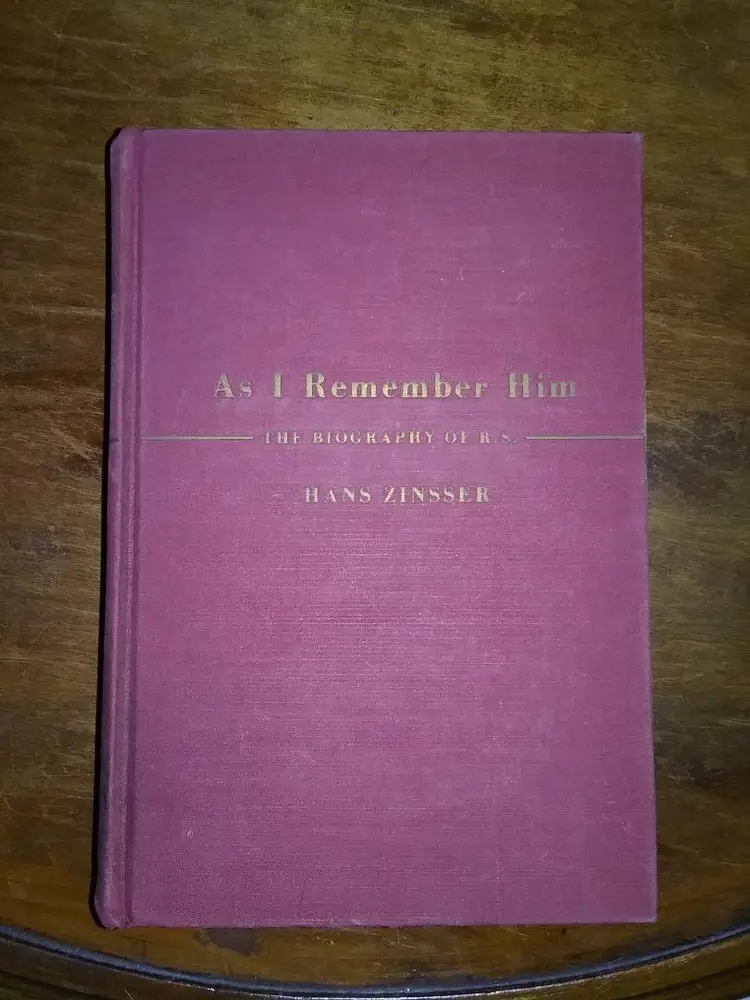 As I Remember Him
THE BIOGRAPHY OF R.S.
HANS ZINSSER